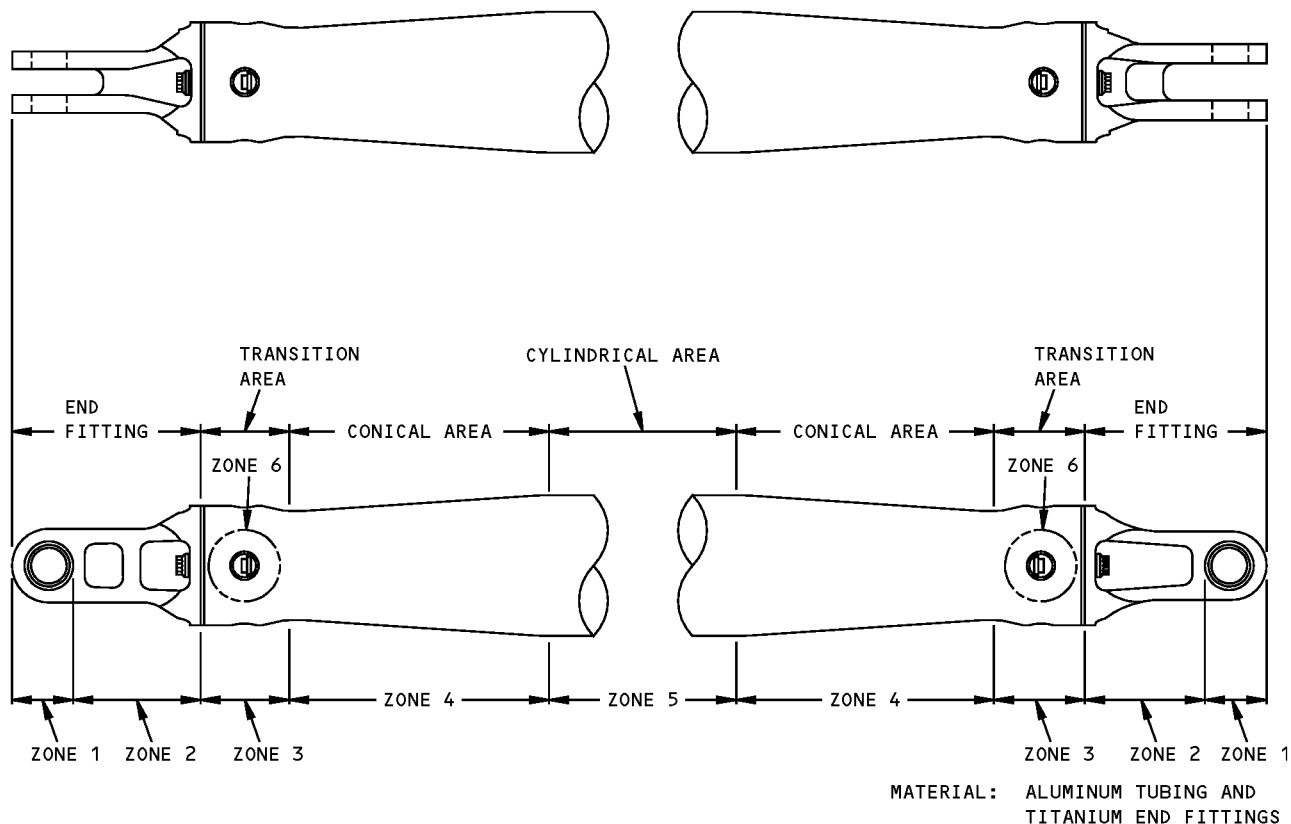 TRANSITION
AREA
CYLINDRICAL AREA
TRANSITION
AREA
END
FITTING
CONICAL AREA
CONICAL AREA
END
FITTING
ZONE 6
ZONE 6
ZONE 4
ZONE 5
ZONE 4
ZONE 1
ZONE 2
ZONE 3
ZONE 3
ZONE 2
ZONE 1
MATERIAL: ALUMINUM TUBING AND
TITANIUM END FITTINGS